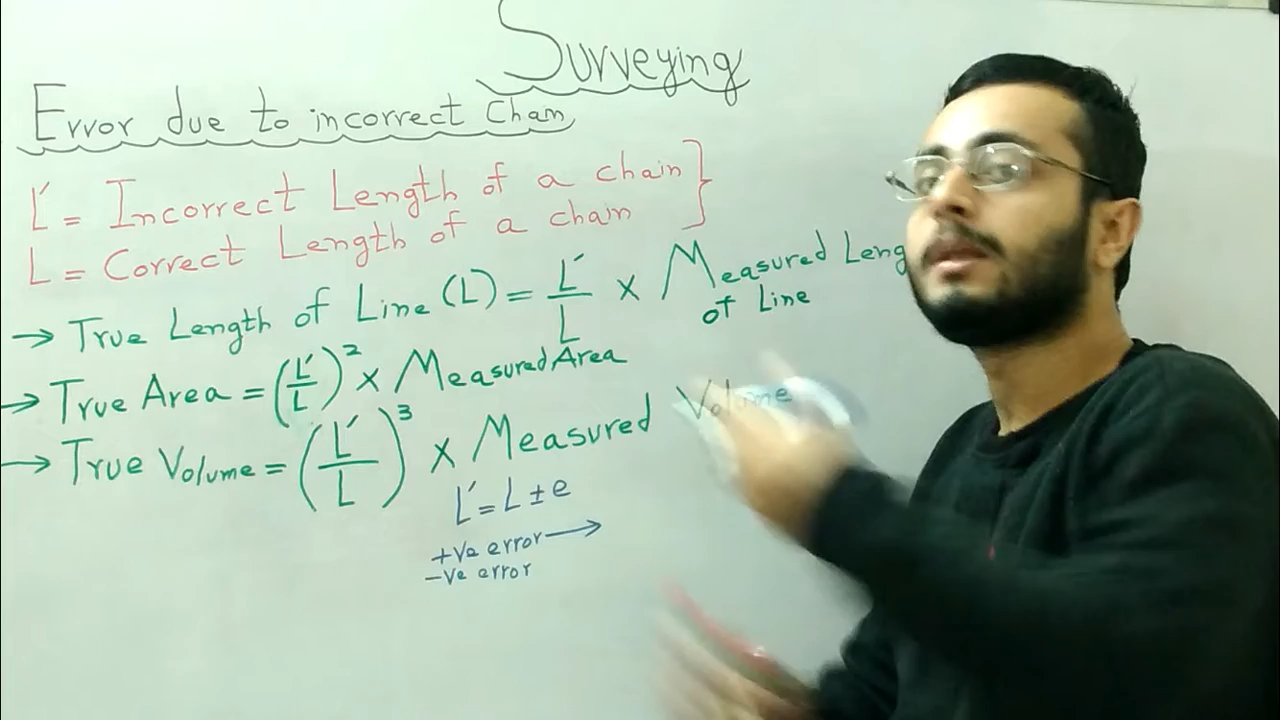 Surveying
Error due to incorrect Chain
L' = Incorrect Length of a chain }
L = Correct Length of a chain
→ True Length of Line (L) = L'/L × Measured Leng
of Line
→ True Area = (L'/L)² × Measured Area
→ True Volume = (L'/L)³ × Measured Volume
L' = L ± e
+ve error →
-ve error